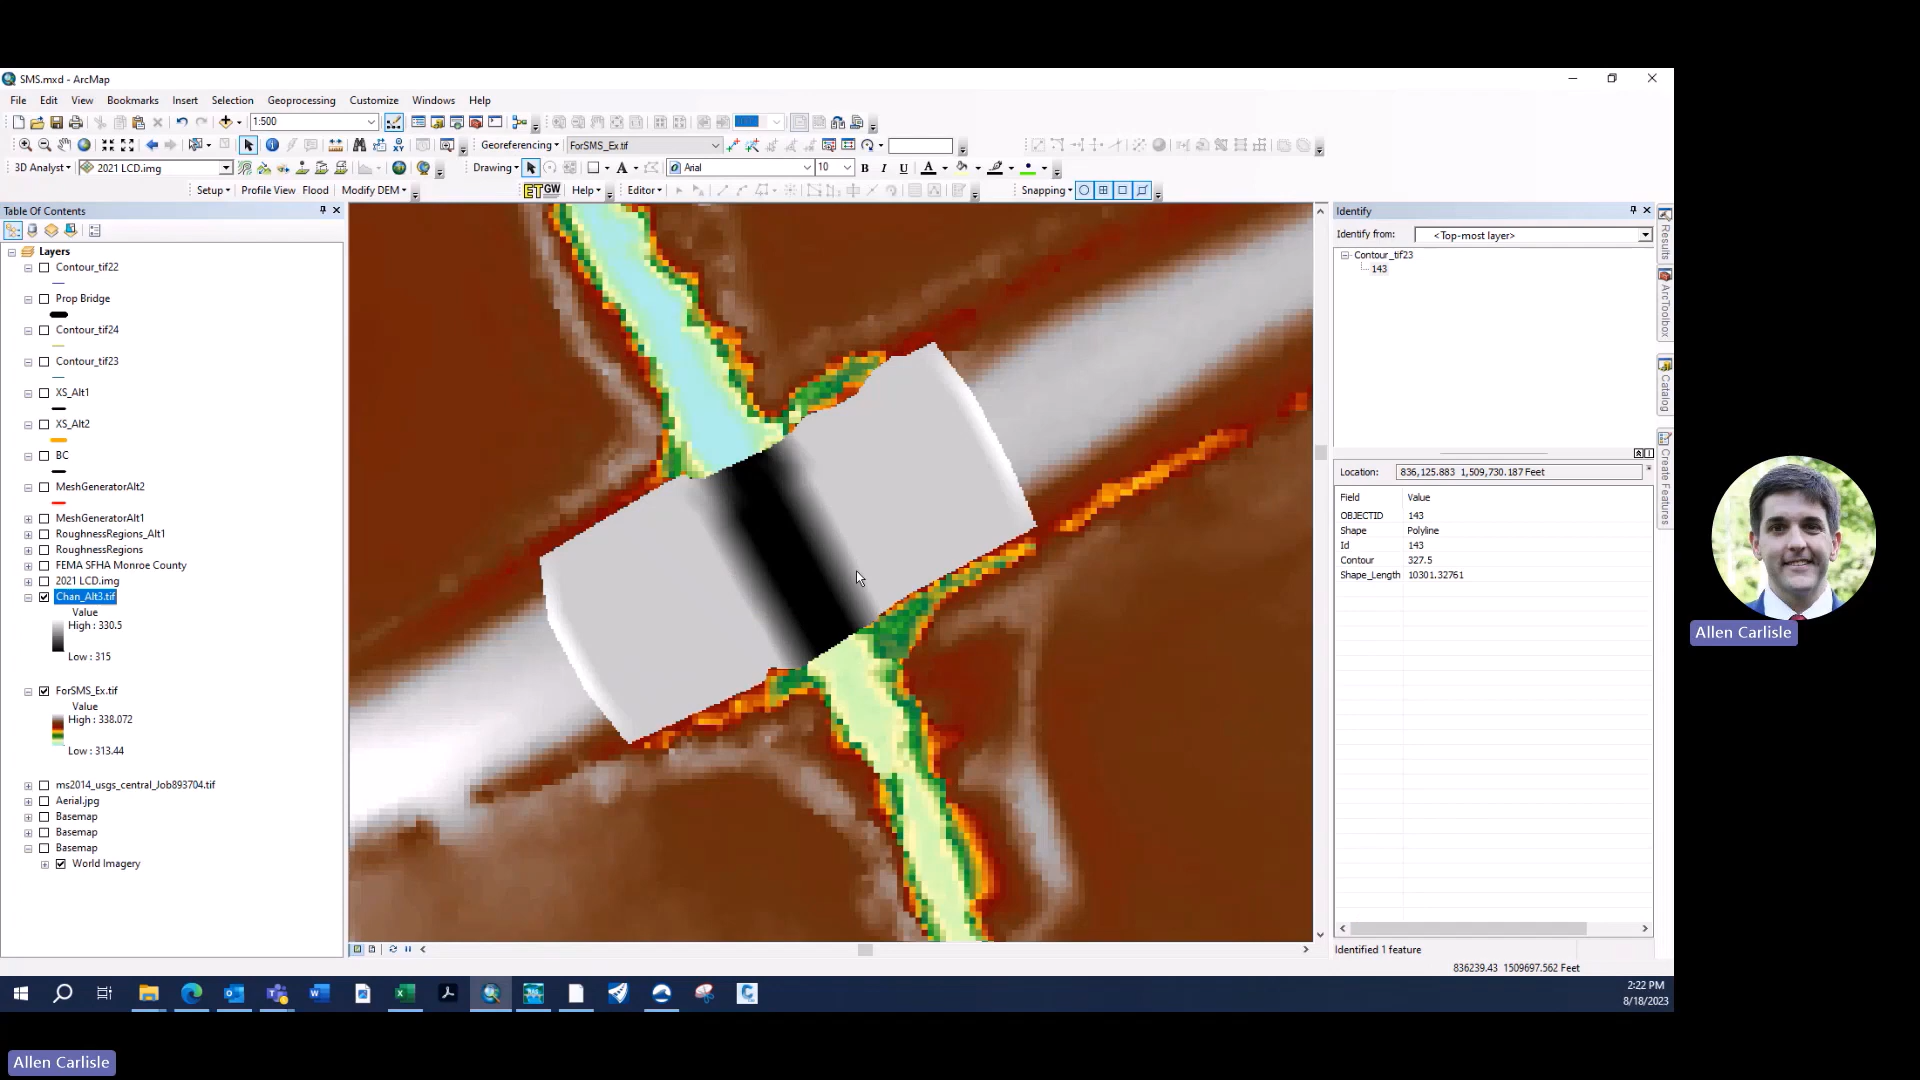 SMS.mxd - ArcMap
File Edit View Bookmarks Insert Selection Geoprocessing Customize Windows Help
1:500
Georeferencing ForSMS_Ex.tif
3D Analyst 2021 LCD.img Drawing A Arial 10 B I U A
Setup Profile View Flood Modify DEM ET GW Help Editor Snapping
Table Of Contents
Layers
Contour_tif22
Prop Bridge
Contour_tif24
Contour_tif23
XS_Alt1
XS_Alt2
BC
MeshGeneratorAlt2
MeshGeneratorAlt1
RoughnessRegions_Alt1
RoughnessRegions
FEMA SFHA Monroe County
2021 LCD.img
Chan_Alt3.tif
Value
High : 330.5
Low : 315
ForSMS_Ex.tif
Value
High : 338.072
Low : 313.44
ms2014_usgs_central_Job893704.tif
Aerial.jpg
Basemap
Basemap
Basemap
World Imagery
Identify
Identify from: <Top-most layer>
Contour_tif23
143
Location: 836,125.883 1,509,730.187 Feet
Field Value
OBJECTID 143
Shape Polyline
Id 143
Contour 327.5
Shape_Length 10301.32761
Identified 1 feature
836239.43 1509697.562 Feet
Results
ArcToolbox
Catalog
Create Features
2:22 PM
8/18/2023
Allen Carlisle
Allen Carlisle